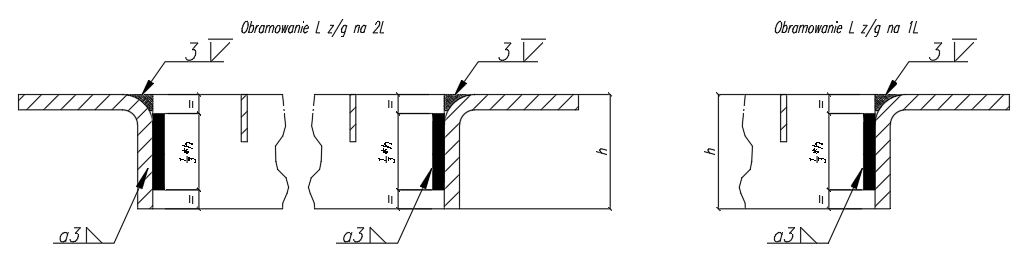 Obramowanie L z/g na 2L
Obramowanie L z/g na 1L
3
3
3
=
=
=
1/3*h
1/3*h
h
h
1/3*h
=
=
=
a3
a3
a3